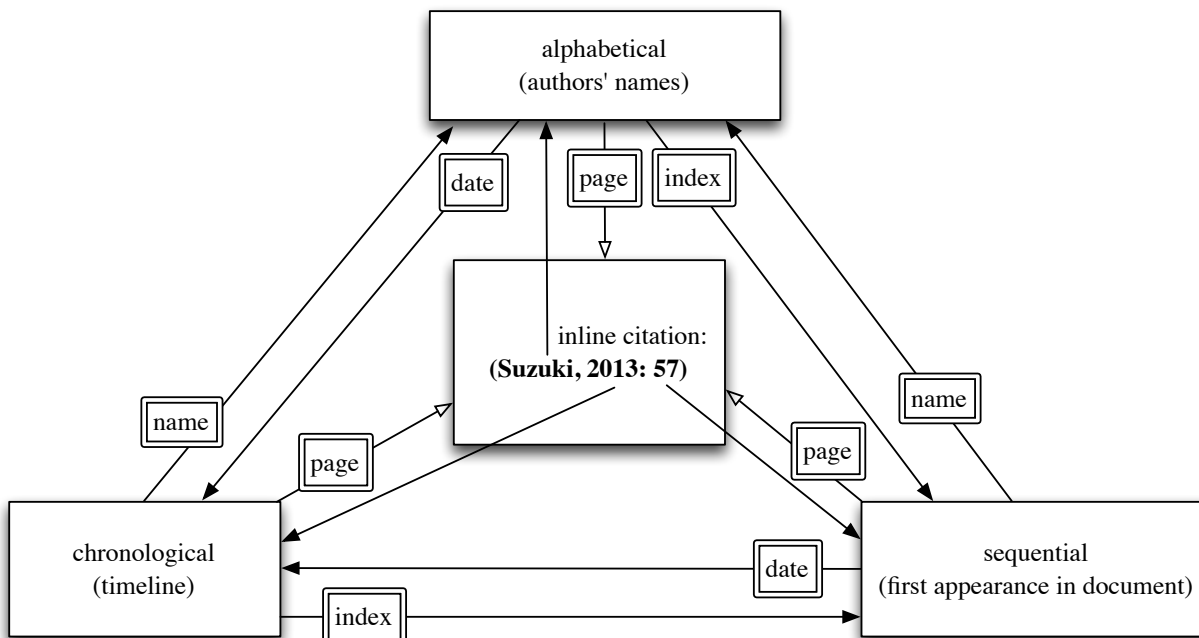 alphabetical
(authors' names)
date
page
index
inline citation:
(Suzuki, 2013: 57)
name
name
page
page
chronological
(timeline)
sequential
(first appearance in document)
date
index